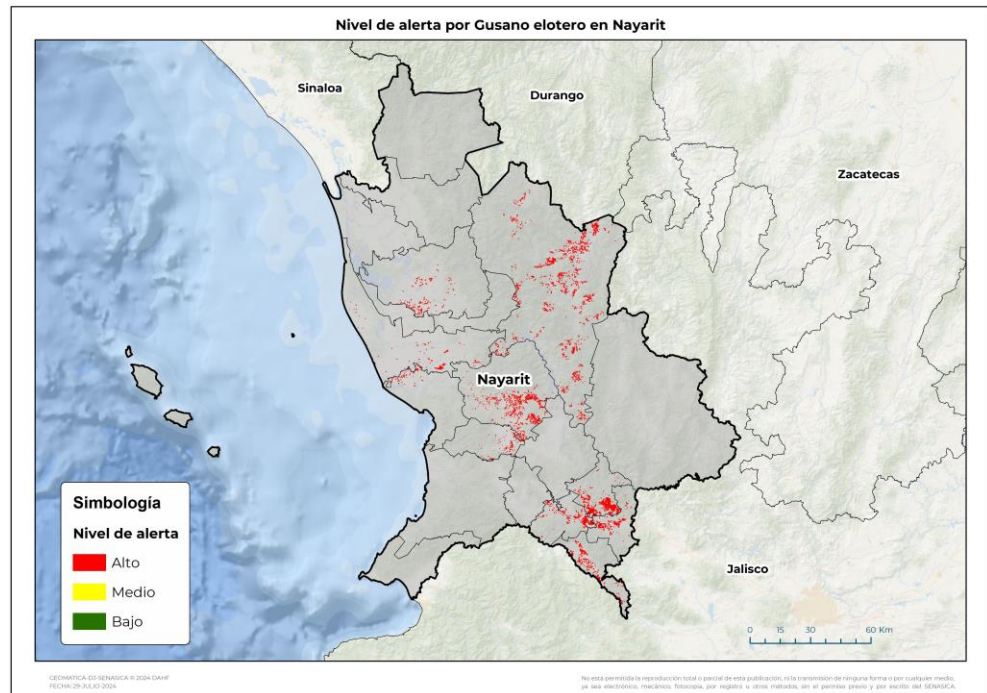 Nivel de alerta por Gusano elotero en Nayarit
Sinaloa
Durango
Zacatecas
Nayarit
Jalisco
Simbología
Nivel de alerta
Alto
Medio
Bajo
0 15 30 60 Km
GEOMATICA-DJ-SENASICA © 2024 DAHF
FECHA: 29-JULIO-2024
No está permitida la reproducción total o parcial de esta publicación, ni la transmisión de ninguna forma o por cualquier medio,
ya sea electrónico, mecánico, fotocopia, por registro u otros métodos, sin el permiso previo y por escrito del SENASICA.